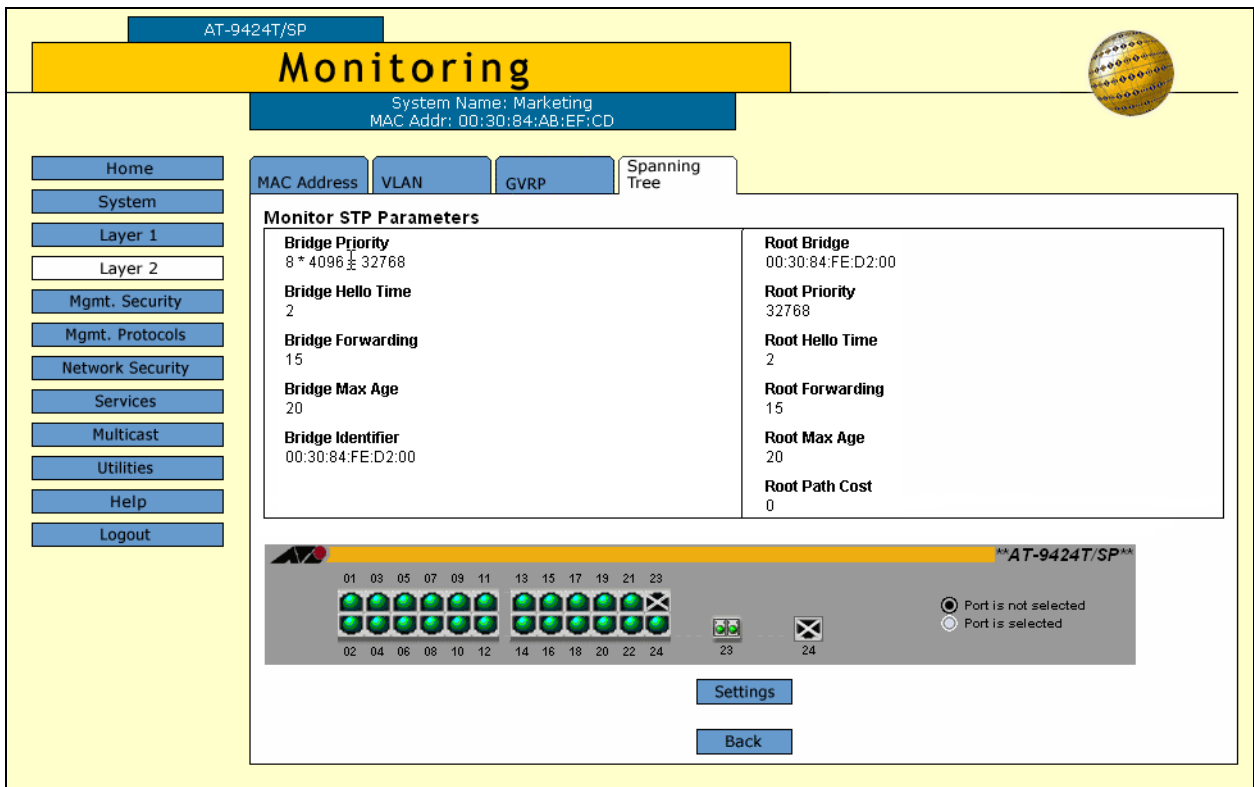 AT-9424T/SP
Monitoring
System Name: Marketing
MAC Addr: 00:30:84:AB:EF:CD
Home
System
Layer 1
Layer 2
Mgmt. Security
Mgmt. Protocols
Network Security
Services
Multicast
Utilities
Help
Logout
MAC Address
VLAN
GVRP
Spanning
Tree
Monitor STP Parameters
Bridge Priority
8 * 4096 = 32768
Bridge Hello Time
2
Bridge Forwarding
15
Bridge Max Age
20
Bridge Identifier
00:30:84:FE:D2:00
Root Bridge
00:30:84:FE:D2:00
Root Priority
32768
Root Hello Time
2
Root Forwarding
15
Root Max Age
20
Root Path Cost
0
**AT-9424T/SP**
01 03 05 07 09 11 13 15 17 19 21 23
02 04 06 08 10 12 14 16 18 20 22 24 23 24
Port is not selected
Port is selected
Settings
Back